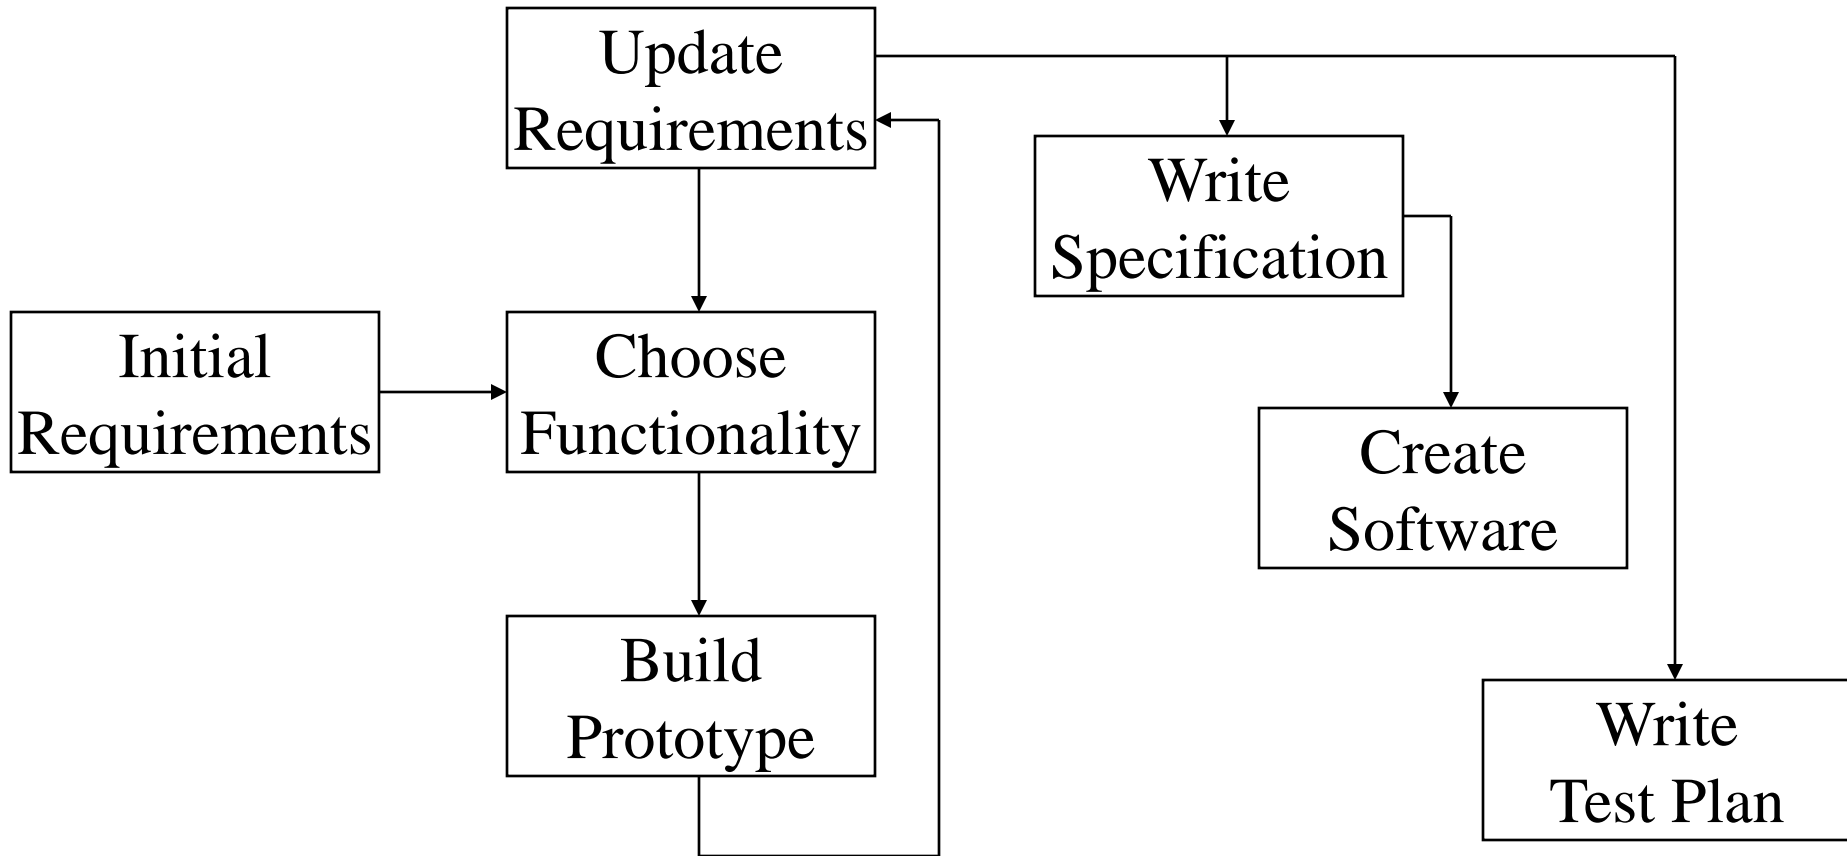 Update
Requirements
Write
Specification
Initial
Requirements
Choose
Functionality
Create
Software
Build
Prototype
Write
Test Plan